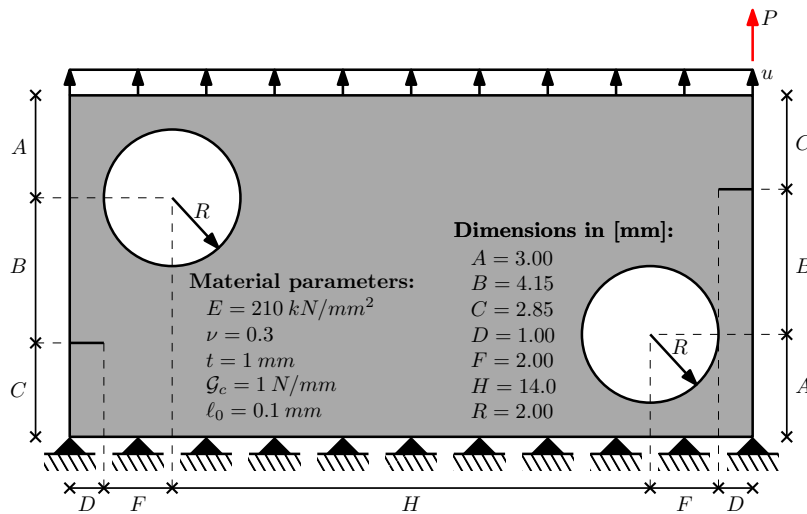 P
u
A
C
R
B
Dimensions in [mm]:
A = 3.00
B = 4.15
C = 2.85
D = 1.00
F = 2.00
H = 14.0
R = 2.00
B
Material parameters:
E = 210 kN/mm²
ν = 0.3
t = 1 mm
𝒢c = 1 N/mm
ℓ0 = 0.1 mm
R
C
A
D
F
H
F
D